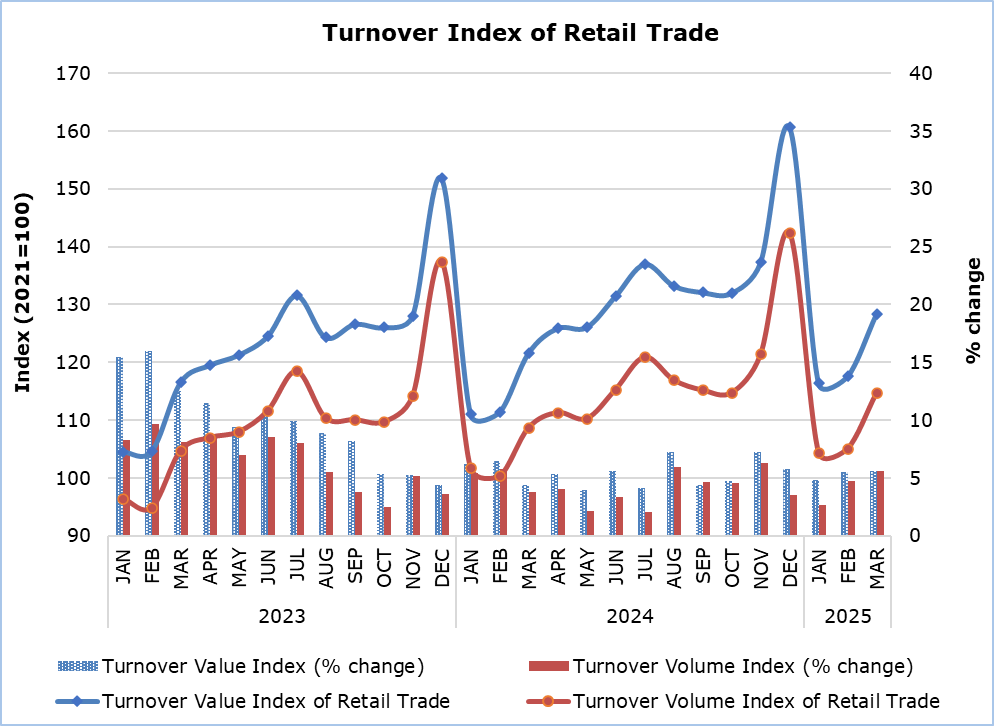 Turnover Index of Retail Trade
170
160
150
140
130
120
110
100
90
Index (2021=100)
40
35
30
25
20
15
10
5
0
% change
JAN FEB MAR APR MAY JUN JUL AUG SEP OCT NOV DEC JAN FEB MAR APR MAY JUN JUL AUG SEP OCT NOV DEC JAN FEB MAR
2023 2024 2025
Turnover Value Index (% change) Turnover Volume Index (% change)
Turnover Value Index of Retail Trade Turnover Volume Index of Retail Trade